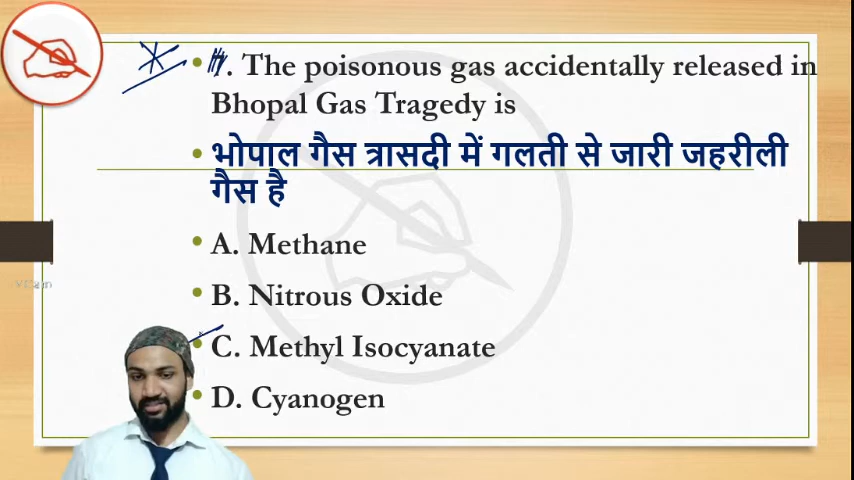 7. The poisonous gas accidentally released in
Bhopal Gas Tragedy is
भोपाल गैस त्रासदी में गलती से जारी जहरीली
गैस है
A. Methane
B. Nitrous Oxide
C. Methyl Isocyanate
D. Cyanogen